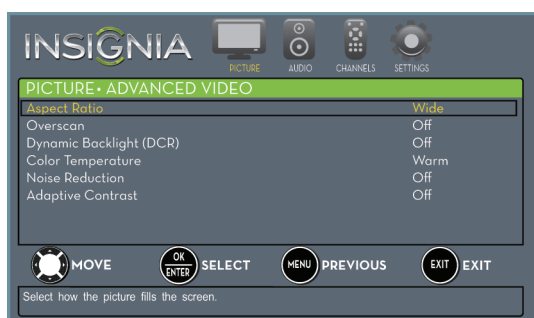 INSIGNIA
PICTURE AUDIO CHANNELS SETTINGS
PICTURE• ADVANCED VIDEO
Aspect Ratio Wide
Overscan Off
Dynamic Backlight (DCR) Off
Color Temperature Warm
Noise Reduction Off
Adaptive Contrast Off
MOVE OK ENTER SELECT MENU PREVIOUS EXIT EXIT
Select how the picture fills the screen.